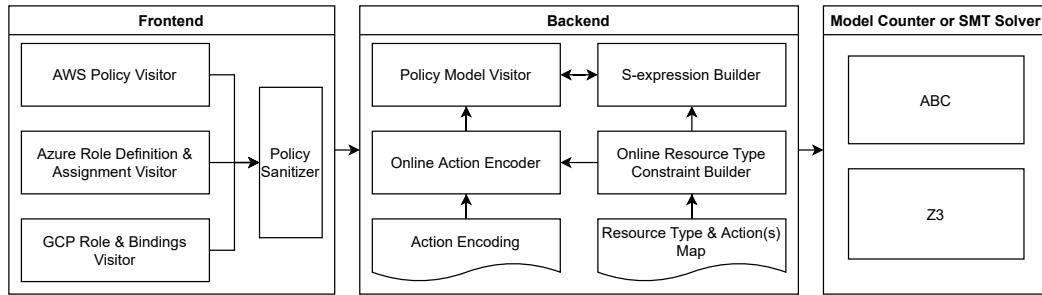 Frontend
AWS Policy Visitor
Azure Role Definition &
Assignment Visitor
GCP Role & Bindings
Visitor
Policy
Sanitizer
Backend
Policy Model Visitor
S-expression Builder
Online Action Encoder
Online Resource Type
Constraint Builder
Action Encoding
Resource Type & Action(s)
Map
Model Counter or SMT Solver
ABC
Z3